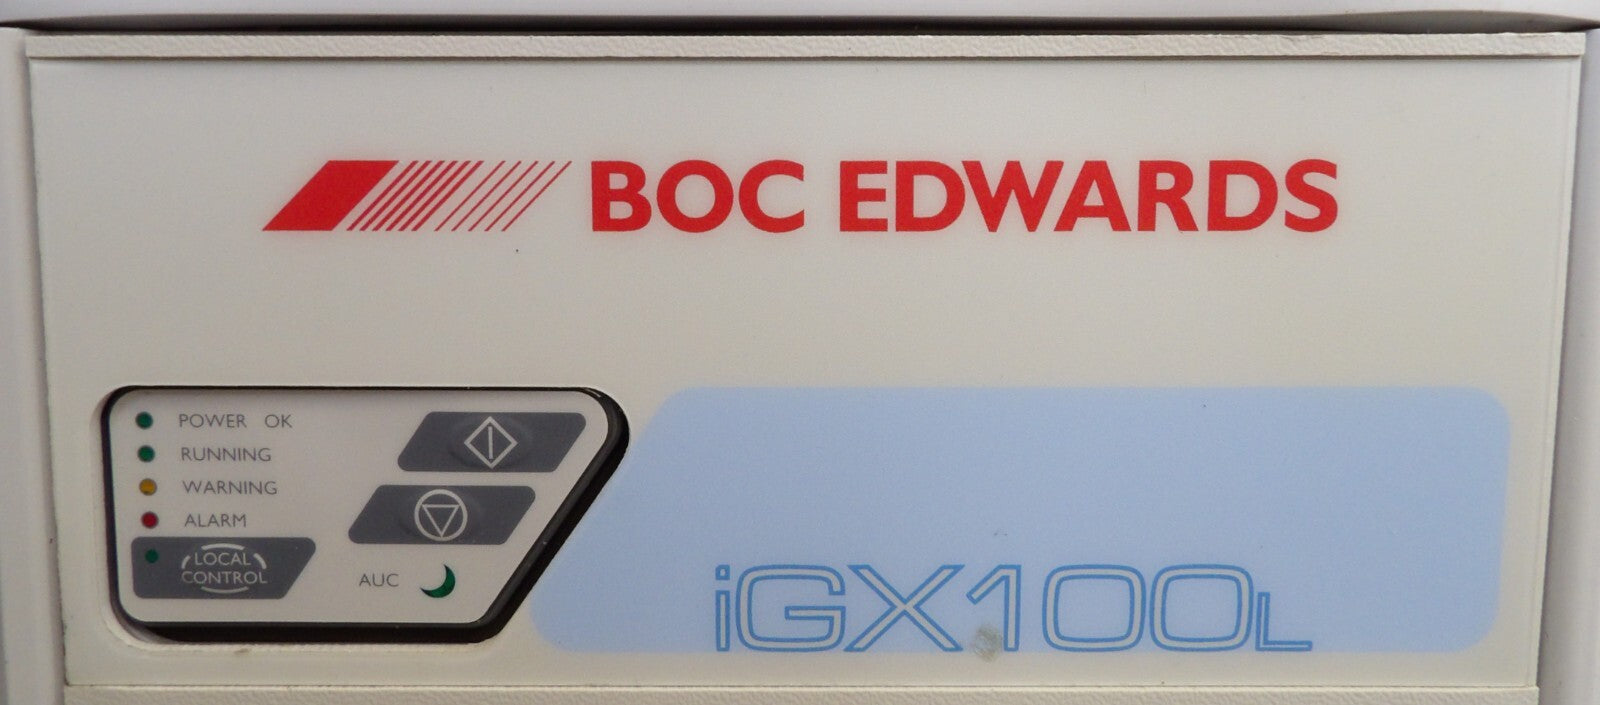 BOC EDWARDS
POWER OK
RUNNING
WARNING
ALARM
LOCAL
CONTROL
AUC
iGX100L